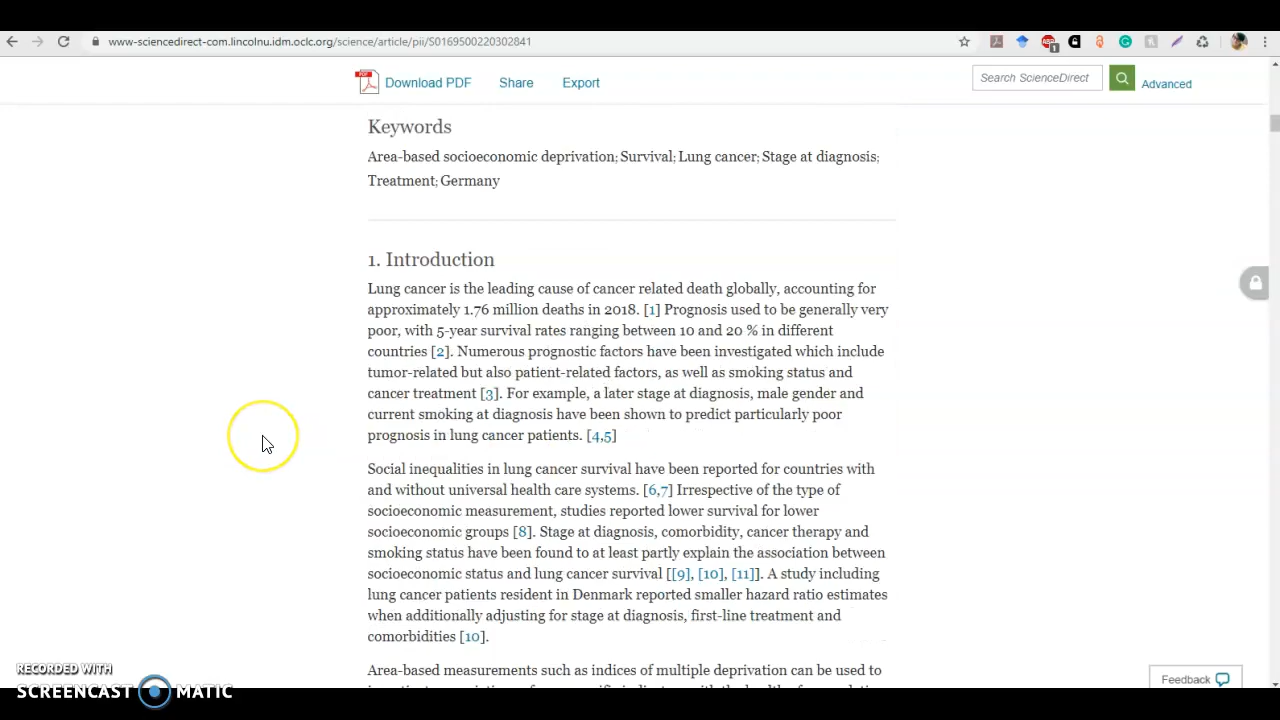 www-sciencedirect-com.lincolnu.idm.oclc.org/science/article/pii/S0169500220302841
PDF Download PDF Share Export Search ScienceDirect Advanced
Keywords
Area-based socioeconomic deprivation; Survival; Lung cancer; Stage at diagnosis;
Treatment; Germany
1. Introduction
Lung cancer is the leading cause of cancer related death globally, accounting for
approximately 1.76 million deaths in 2018. [1] Prognosis used to be generally very
poor, with 5-year survival rates ranging between 10 and 20 % in different
countries [2]. Numerous prognostic factors have been investigated which include
tumor-related but also patient-related factors, as well as smoking status and
cancer treatment [3]. For example, a later stage at diagnosis, male gender and
current smoking at diagnosis have been shown to predict particularly poor
prognosis in lung cancer patients. [4,5]
Social inequalities in lung cancer survival have been reported for countries with
and without universal health care systems. [6,7] Irrespective of the type of
socioeconomic measurement, studies reported lower survival for lower
socioeconomic groups [8]. Stage at diagnosis, comorbidity, cancer therapy and
smoking status have been found to at least partly explain the association between
socioeconomic status and lung cancer survival [[9], [10], [11]]. A study including
lung cancer patients resident in Denmark reported smaller hazard ratio estimates
when additionally adjusting for stage at diagnosis, first-line treatment and
comorbidities [10].
Area-based measurements such as indices of multiple deprivation can be used to
Feedback
RECORDED WITH
SCREENCAST MATIC